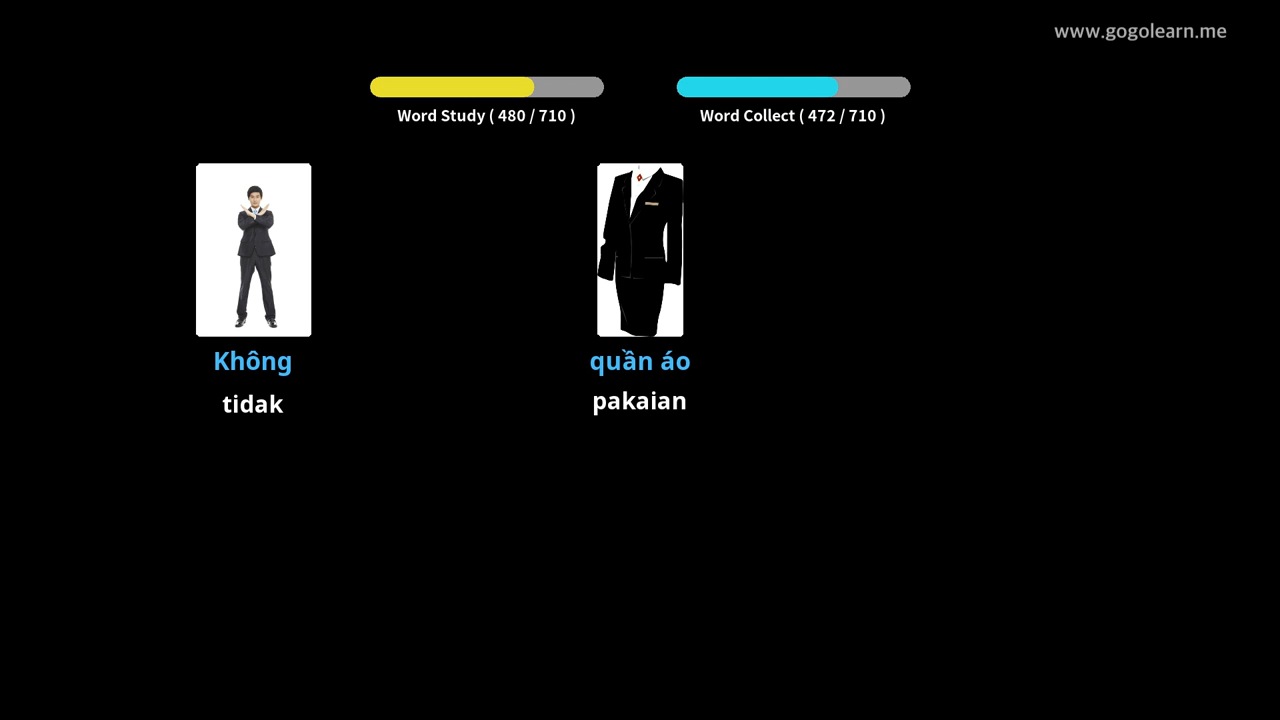 www.gogolearn.me
Word Study ( 480 / 710 )
Word Collect ( 472 / 710 )
Không
tidak
quần áo
pakaian